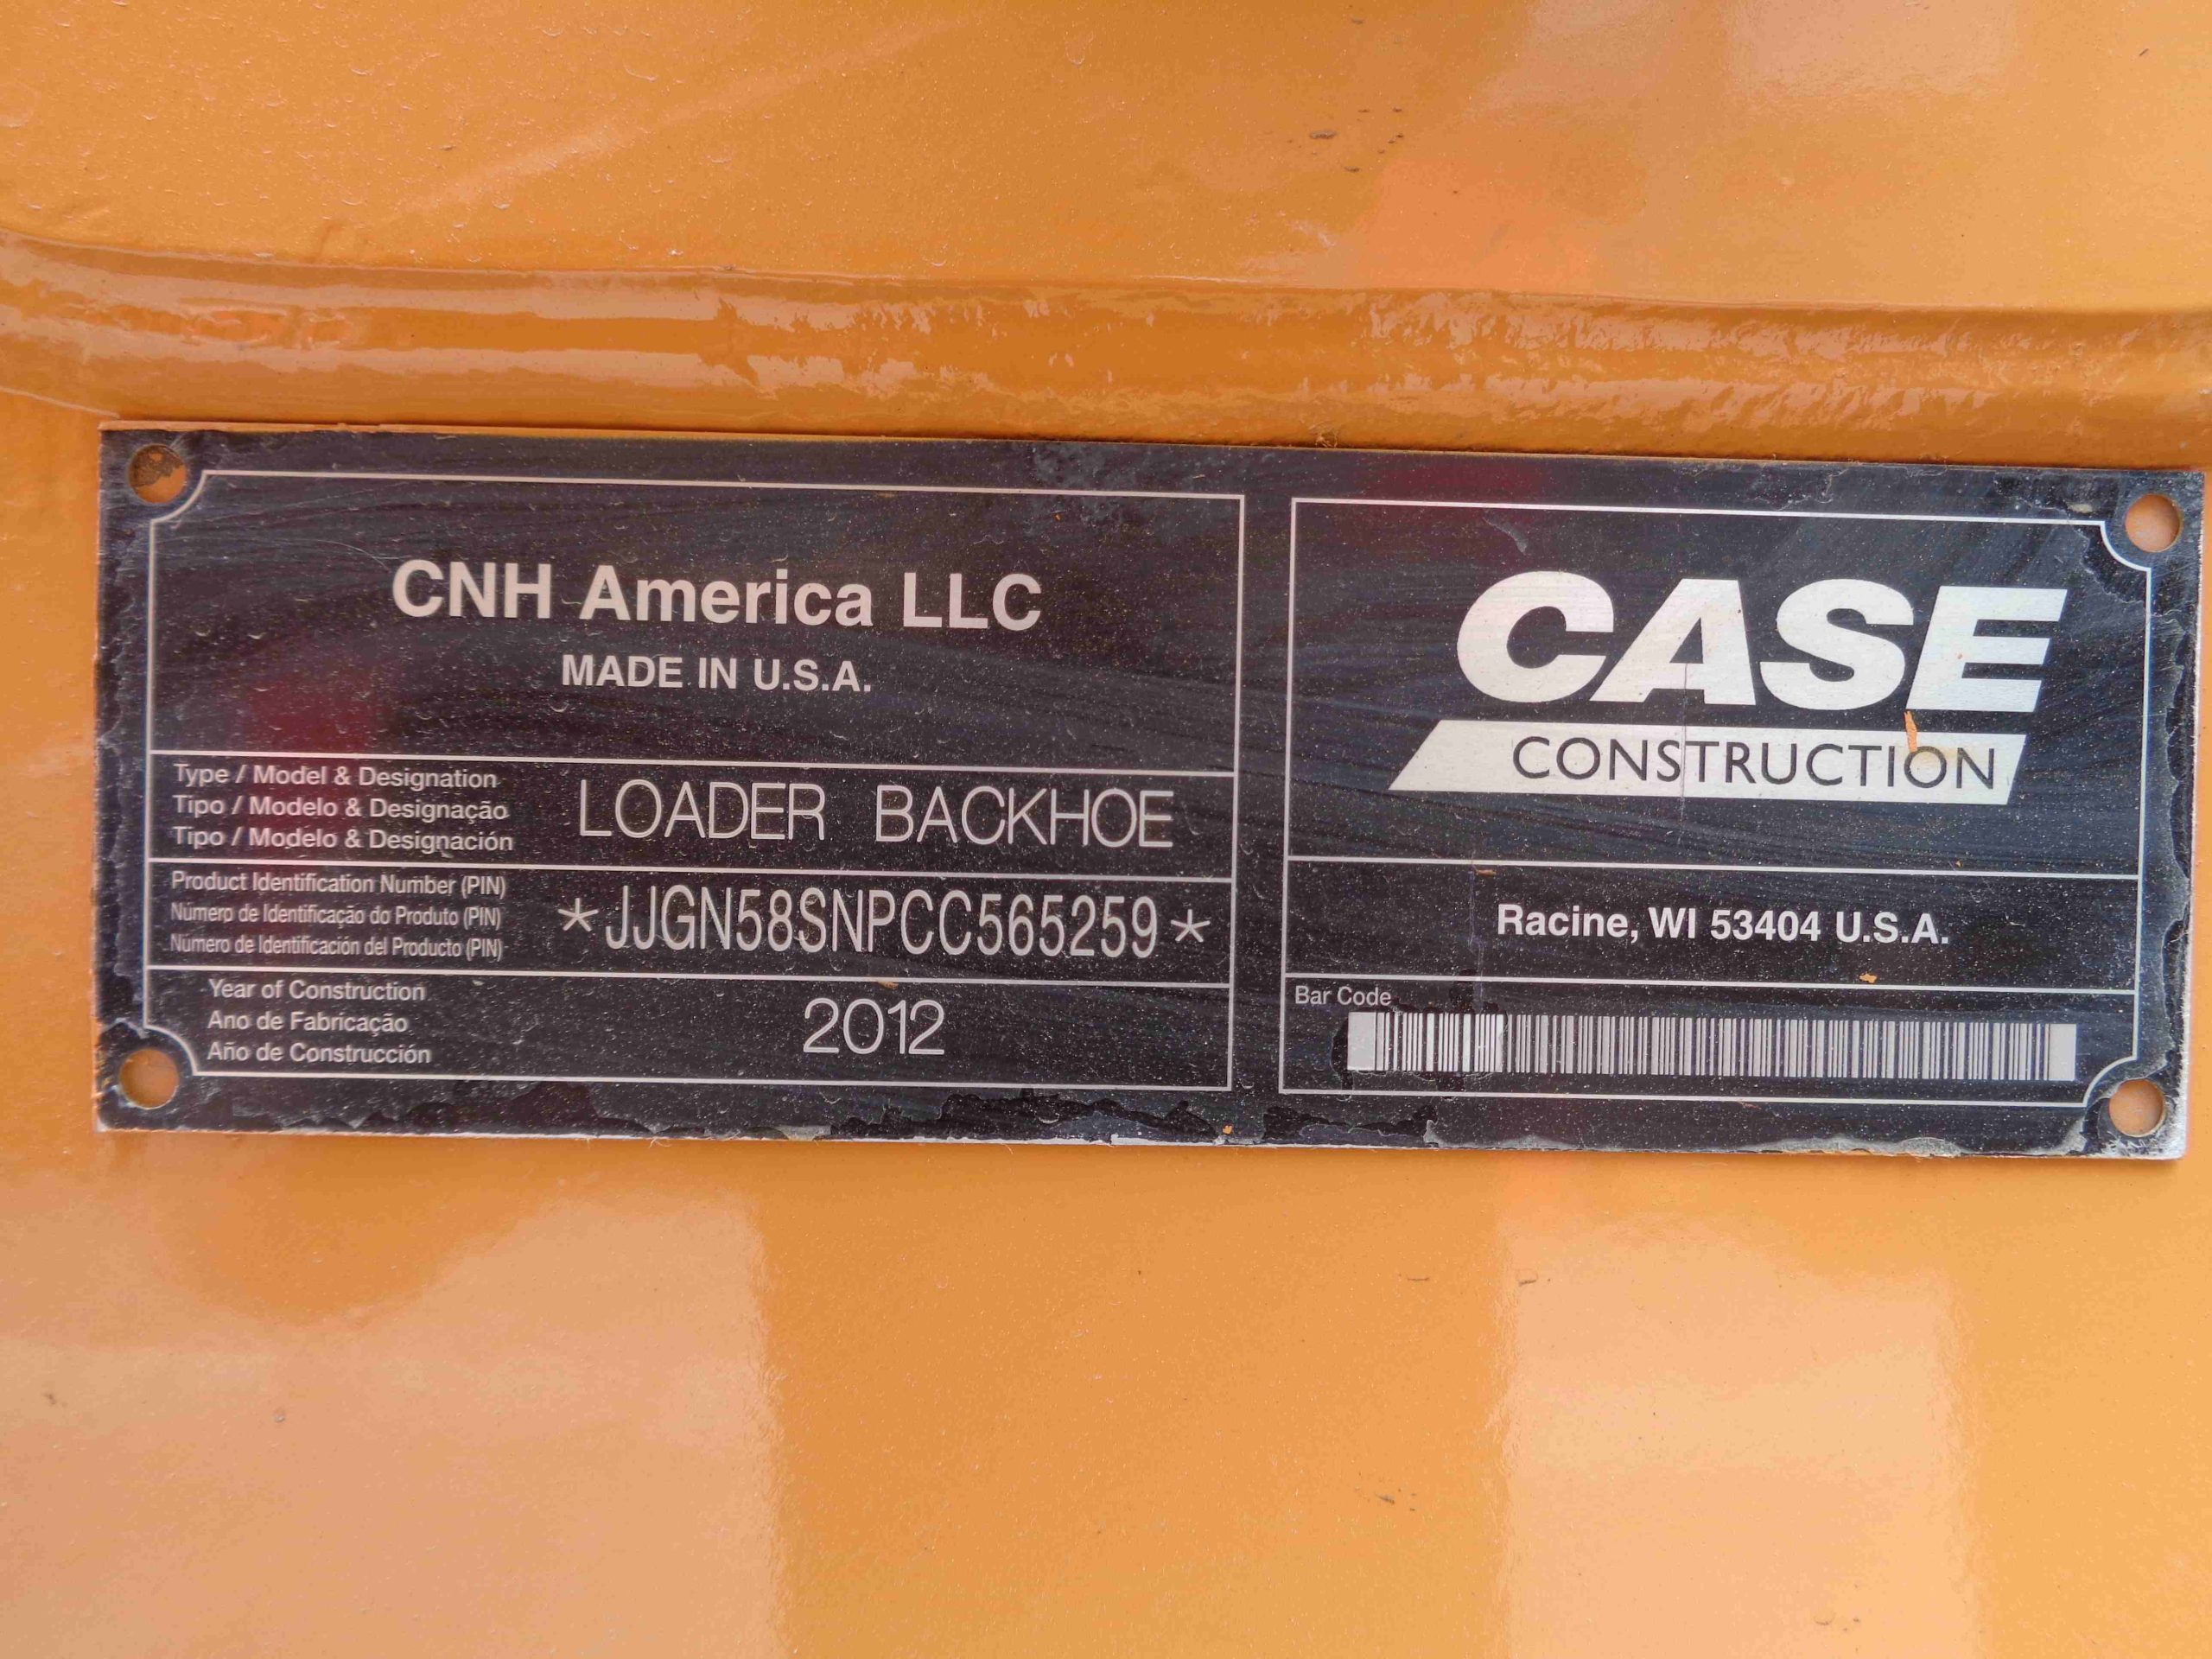 CNH America LLC
MADE IN U.S.A.
Type / Model & Designation
Tipo / Modelo & Designação
Tipo / Modelo & Designación
LOADER BACKHOE
Product Identification Number (PIN)
Número de Identificação do Produto (PIN)
Número de Identificación del Producto (PIN)
*JJGN58SNPCC565259*
Year of Construction
Ano de Fabricação
Año de Construcción
2012
CASE
CONSTRUCTION
Racine, WI 53404 U.S.A.
Bar Code